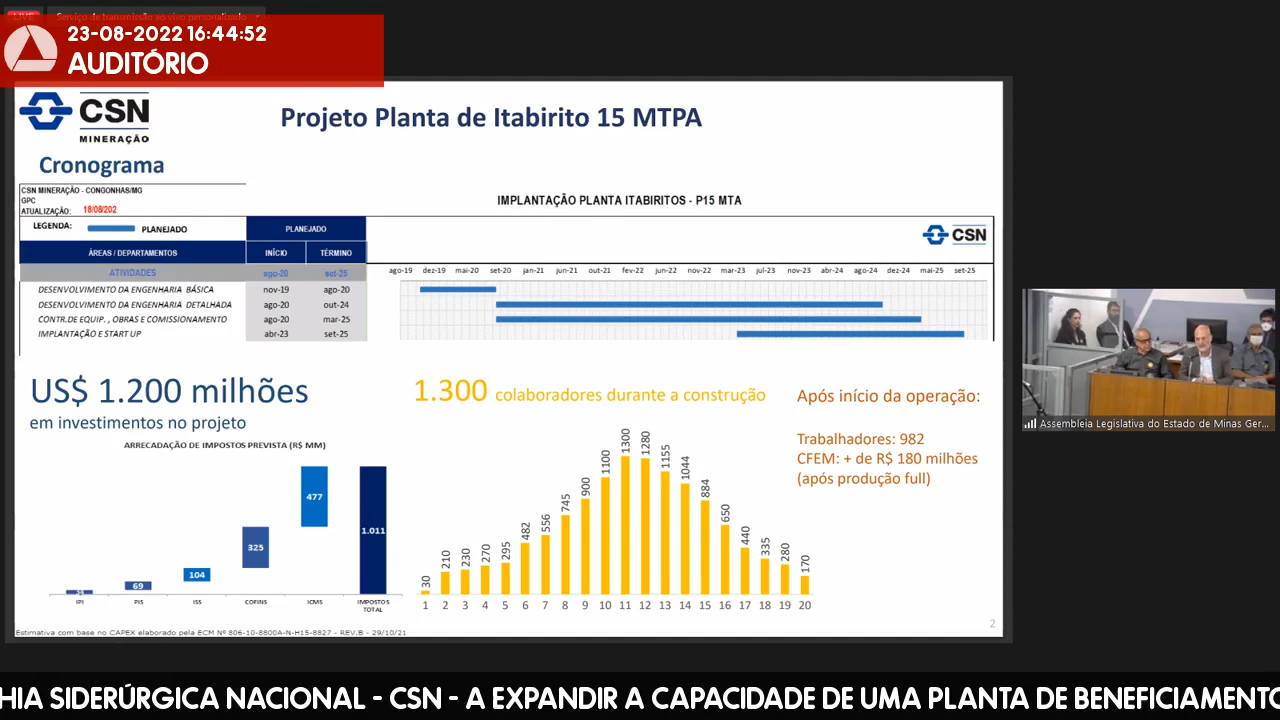 LIVE Serviço de transmissão ao vivo personalizado
23-08-2022 16:44:52
AUDITÓRIO
CSN
MINERAÇÃO
Projeto Planta de Itabirito 15 MTPA
Cronograma
CSN MINERAÇÃO - CONGONHAS/MG
GPC
ATUALIZAÇÃO: 18/08/202
IMPLANTAÇÃO PLANTA ITABIRITOS - P15 MTA
LEGENDA: PLANEJADO
PLANEJADO
CSN
ÁREAS / DEPARTAMENTOS INÍCIO TÉRMINO
ATIVIDADES ago-20 set-25
ago-19 dez-19 mai-20 set-20 jan-21 jun-21 out-21 fev-22 jun-22 nov-22 mar-23 jul-23 nov-23 abr-24 ago-24 dez-24 mai-25 set-25
DESENVOLVIMENTO DA ENGENHARIA BÁSICA nov-19 ago-20
DESENVOLVIMENTO DA ENGENHARIA DETALHADA ago-20 out-24
CONTR.DE EQUIP. , OBRAS E COMISSIONAMENTO ago-20 mar-25
IMPLANTAÇÃO E START UP abr-23 set-25
US$ 1.200 milhões
em investimentos no projeto
ARRECADAÇÃO DE IMPOSTOS PREVISTA (R$ MM)
69 104 325 477 1.011
IPI PIS ISS COFINS ICMS IMPOSTOS
TOTAL
1.300 colaboradores durante a construção
30 210 230 270 295 482 556 745 900 1100 1300 1280 1155 1044 884 650 440 335 280 170
1 2 3 4 5 6 7 8 9 10 11 12 13 14 15 16 17 18 19 20
Após início da operação:
Trabalhadores: 982
CFEM: + de R$ 180 milhões
(após produção full)
Estimativa com base no CAPEX elaborado pela ECM Nº 806-10-8800A-N-H15-8827 - REV.B - 29/10/21
2
Assembleia Legislativa do Estado de Minas Ger...
HIA SIDERÚRGICA NACIONAL - CSN - A EXPANDIR A CAPACIDADE DE UMA PLANTA DE BENEFICIAMENTO